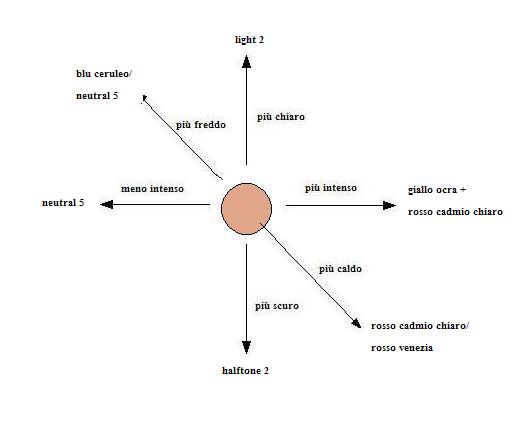 light 2
blu ceruleo/
neutral 5
più freddo
più chiaro
meno intenso
più intenso
neutral 5
giallo ocra +
rosso cadmio chiaro
più caldo
più scuro
rosso cadmio chiaro/
rosso venezia
halftone 2